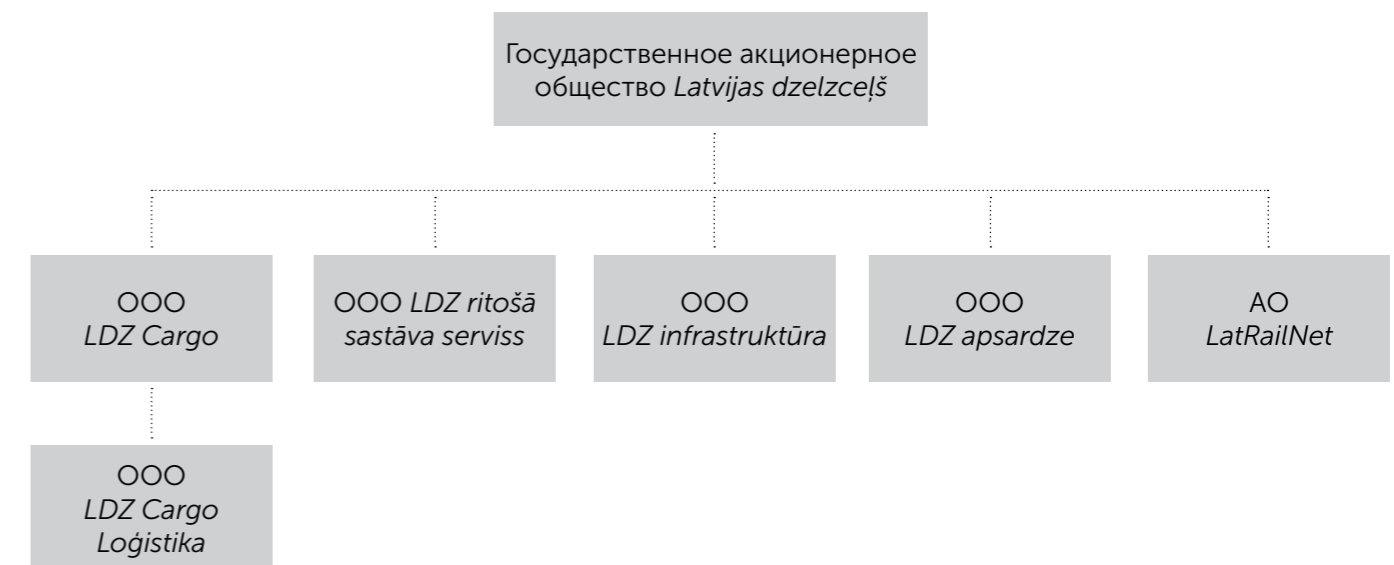 Государственное акционерное
общество Latvijas dzelzceļš
ООО
LDZ Cargo
ООО LDZ ritošā
sastāva serviss
ООО
LDZ infrastruktūra
ООО
LDZ apsardze
АО
LatRailNet
ООО
LDZ Cargo
Loģistika